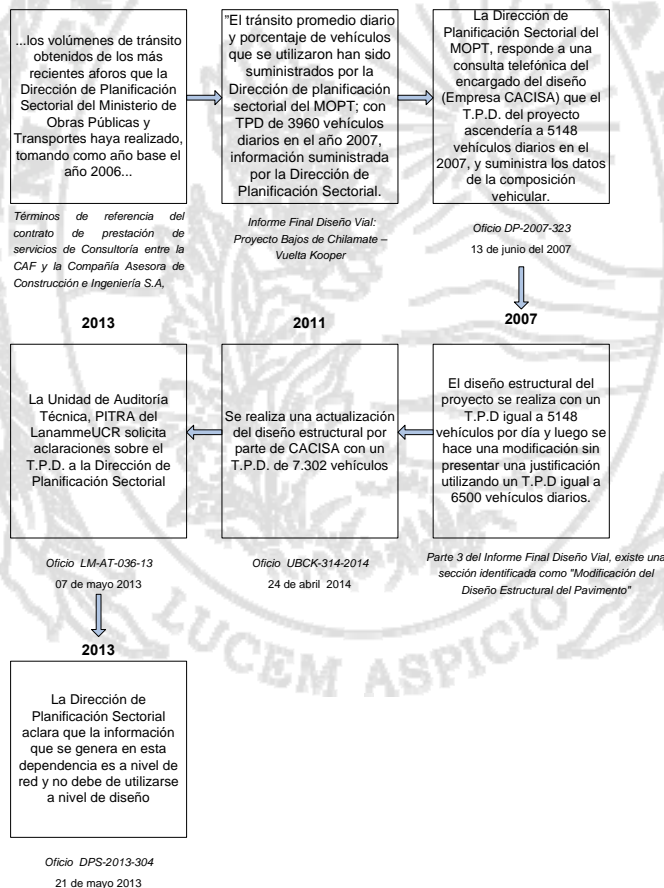 ...los volúmenes de tránsito
obtenidos de los más
recientes aforos que la
Dirección de Planificación
Sectorial del Ministerio de
Obras Públicas y
Transportes haya realizado,
tomando como año base el
año 2006...
Términos de referencia del
contrato de prestación de
servicios de Consultoría entre la
CAF y la Compañía Asesora de
Construcción e Ingeniería S.A,
"El tránsito promedio diario
y porcentaje de vehículos
que se utilizaron han sido
suministrados por la
Dirección de planificación
sectorial del MOPT; con
TPD de 3960 vehículos
diarios en el año 2007,
información suministrada
por la Dirección de
Planificación Sectorial.
Informe Final Diseño Vial:
Proyecto Bajos de Chilamate –
Vuelta Kooper
La Dirección de
Planificación Sectorial del
MOPT, responde a una
consulta telefónica del
encargado del diseño
(Empresa CACISA) que el
T.P.D. del proyecto
ascendería a 5148
vehículos diarios en el
2007, y suministra los datos
de la composición
vehicular.
Oficio DP-2007-323
13 de junio del 2007
2007
El diseño estructural del
proyecto se realiza con un
T.P.D igual a 5148
vehículos por día y luego se
hace una modificación sin
presentar una justificación
utilizando un T.P.D igual a
6500 vehículos diarios.
Parte 3 del Informe Final Diseño Vial, existe una
sección identificada como "Modificación del
Diseño Estructural del Pavimento"
2011
Se realiza una actualización
del diseño estructural por
parte de CACISA con un
T.P.D. de 7.302 vehículos
Oficio UBCK-314-2014
24 de abril 2014
2013
La Unidad de Auditoría
Técnica, PITRA del
LanammeUCR solicita
aclaraciones sobre el
T.P.D. a la Dirección de
Planificación Sectorial
Oficio LM-AT-036-13
07 de mayo 2013
2013
La Dirección de
Planificación Sectorial
aclara que la información
que se genera en esta
dependencia es a nivel de
red y no debe de utilizarse
a nivel de diseño
Oficio DPS-2013-304
21 de mayo 2013
LUCEM ASPICIO